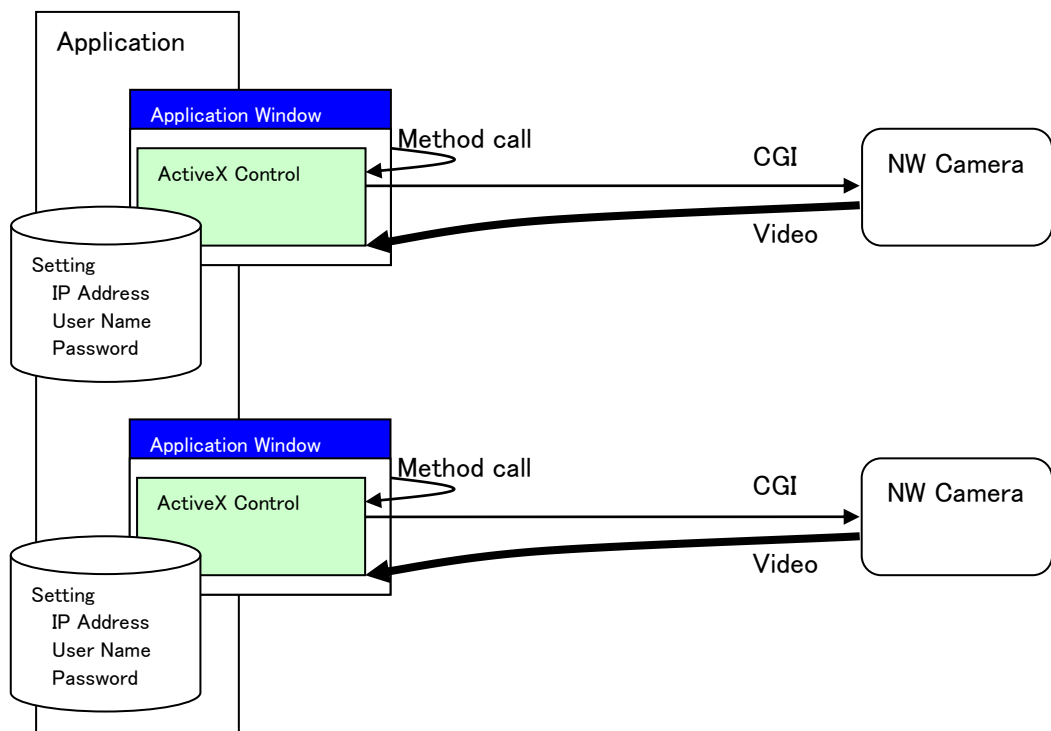 Application
Application Window
Method call
ActiveX Control
CGI
NW Camera
Video
Setting
IP Address
User Name
Password
Application Window
Method call
ActiveX Control
CGI
NW Camera
Video
Setting
IP Address
User Name
Password